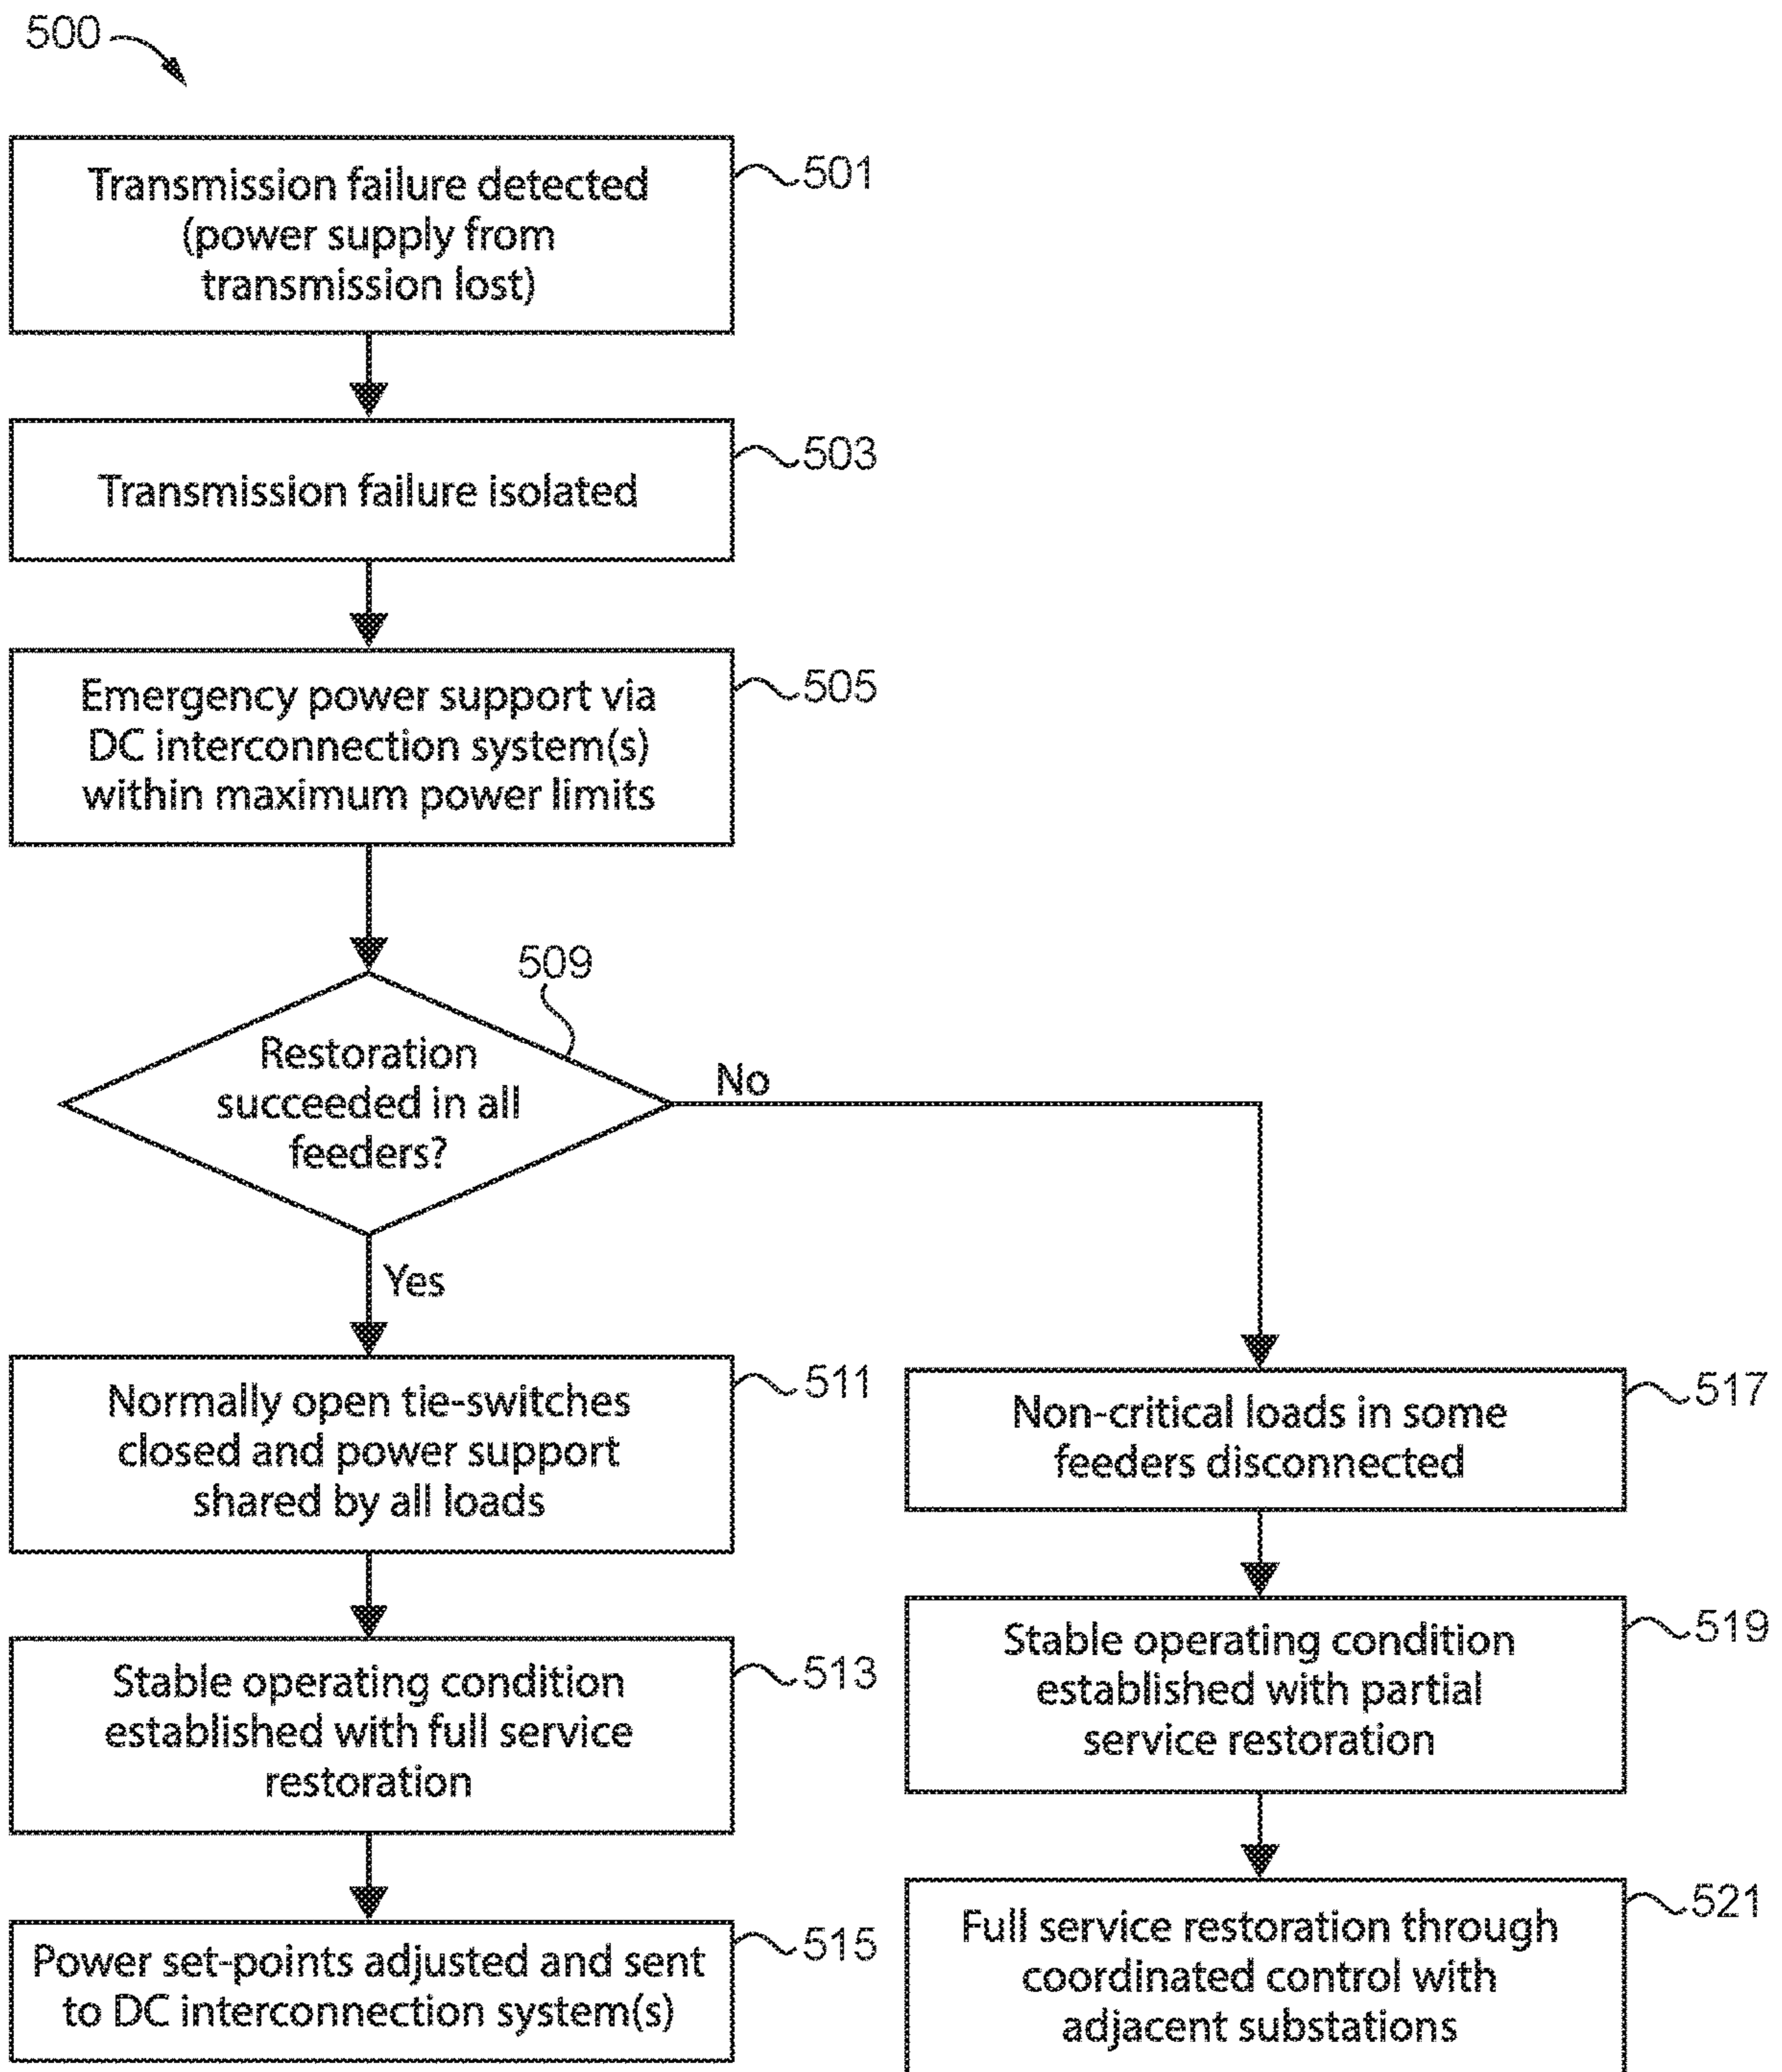 500
Transmission failure detected
(power supply from
transmission lost)
501
Transmission failure isolated
503
Emergency power support via
DC interconnection system(s)
within maximum power limits
505
509
Restoration
succeeded in all
feeders?
No
Yes
Normally open tie-switches
closed and power support
shared by all loads
511
Stable operating condition
established with full service
restoration
513
Power set-points adjusted and sent
to DC interconnection system(s)
515
Non-critical loads in some
feeders disconnected
517
Stable operating condition
established with partial
service restoration
519
Full service restoration through
coordinated control with
adjacent substations
521